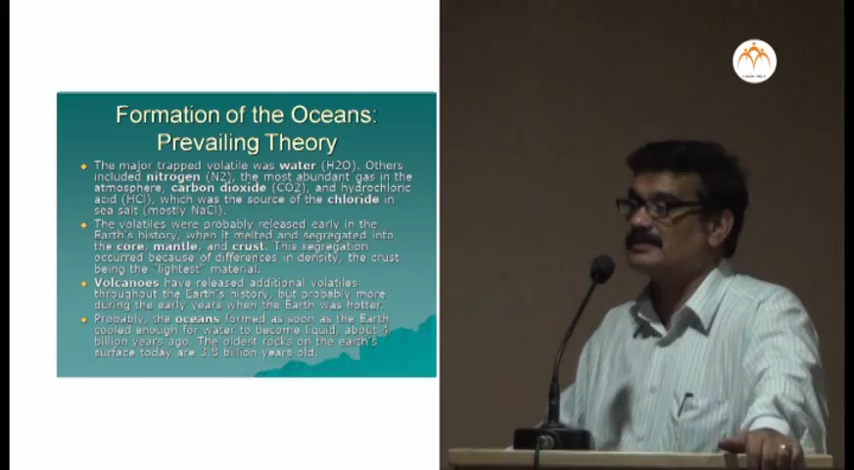 Formation of the Oceans:
Prevailing Theory
The major trapped volatile was water (H2O). Others
included nitrogen (N2), the most abundant gas in the
atmosphere, carbon dioxide (CO2), and hydrochloric
acid (HCl), which was the source of the chloride in
sea salt (mostly NaCl).
The volatiles were probably released early in the
Earth's history, when it melted and segregated into
the core, mantle, and crust. This segregation
occurred because of differences in density, the crust
being the "lightest" material.
Volcanoes have released additional volatiles
throughout the Earth's history, but probably more
during the early years when the Earth was hotter.
Probably, the oceans formed as soon as the Earth
cooled enough for water to become liquid, about 4
billion years ago. The oldest rocks on the earth's
surface today are 3.8 billion years old.